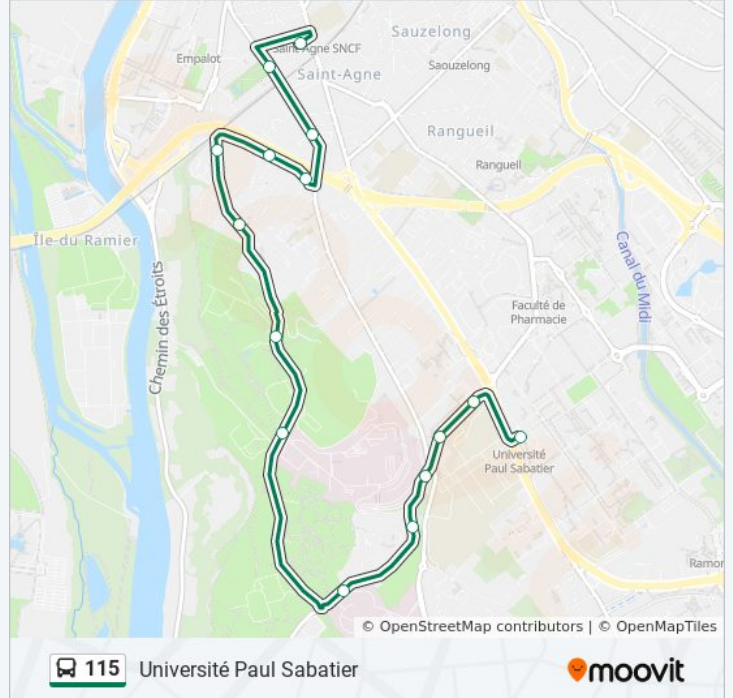 Sauzelong
Saint-Agne SNCF
Empalot
Saint-Agne
Saouzelong
Rangueil
Rangueil
Île du Ramier
Canal du Midi
Chemin des Étroits
Faculté de
Pharmacie
Université
Paul Sabatier
Ramon
© OpenStreetMap contributors | © OpenMapTiles
115 Université Paul Sabatier
moovit